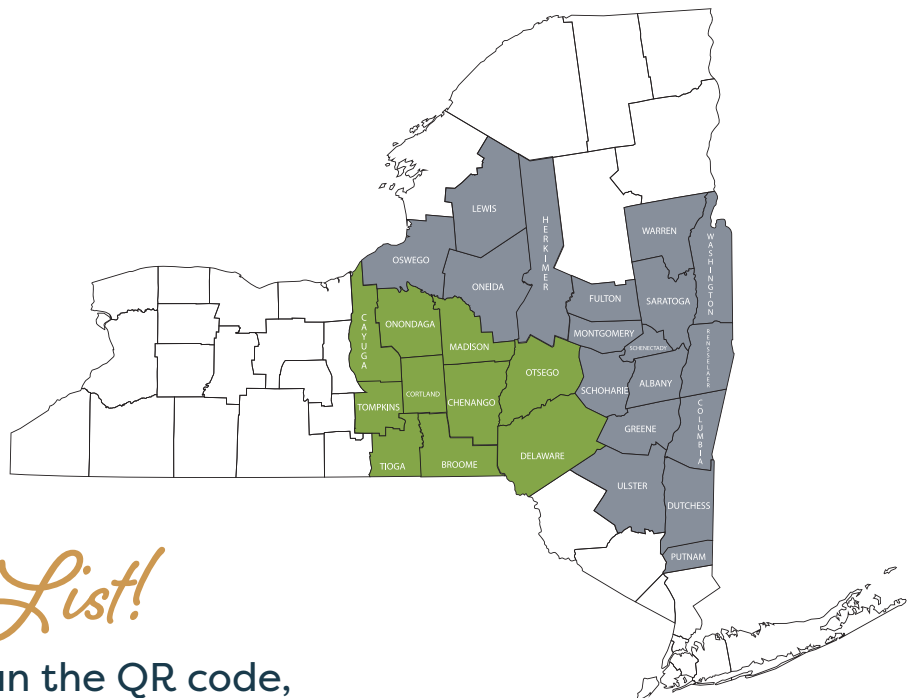 LEWIS
HERKIMER
WARREN
WASHINGTON
OSWEGO
ONEIDA
FULTON
SARATOGA
CAYUGA
ONONDAGA
MONTGOMERY
MADISON
SCHENECTADY
RENSSELAER
OTSEGO
SCHOHARIE
ALBANY
TOMPKINS
CORTLAND
CHENANGO
COLUMBIA
GREENE
TIOGA
BROOME
DELAWARE
ULSTER
DUTCHESS
PUTNAM
List!
an the QR code,